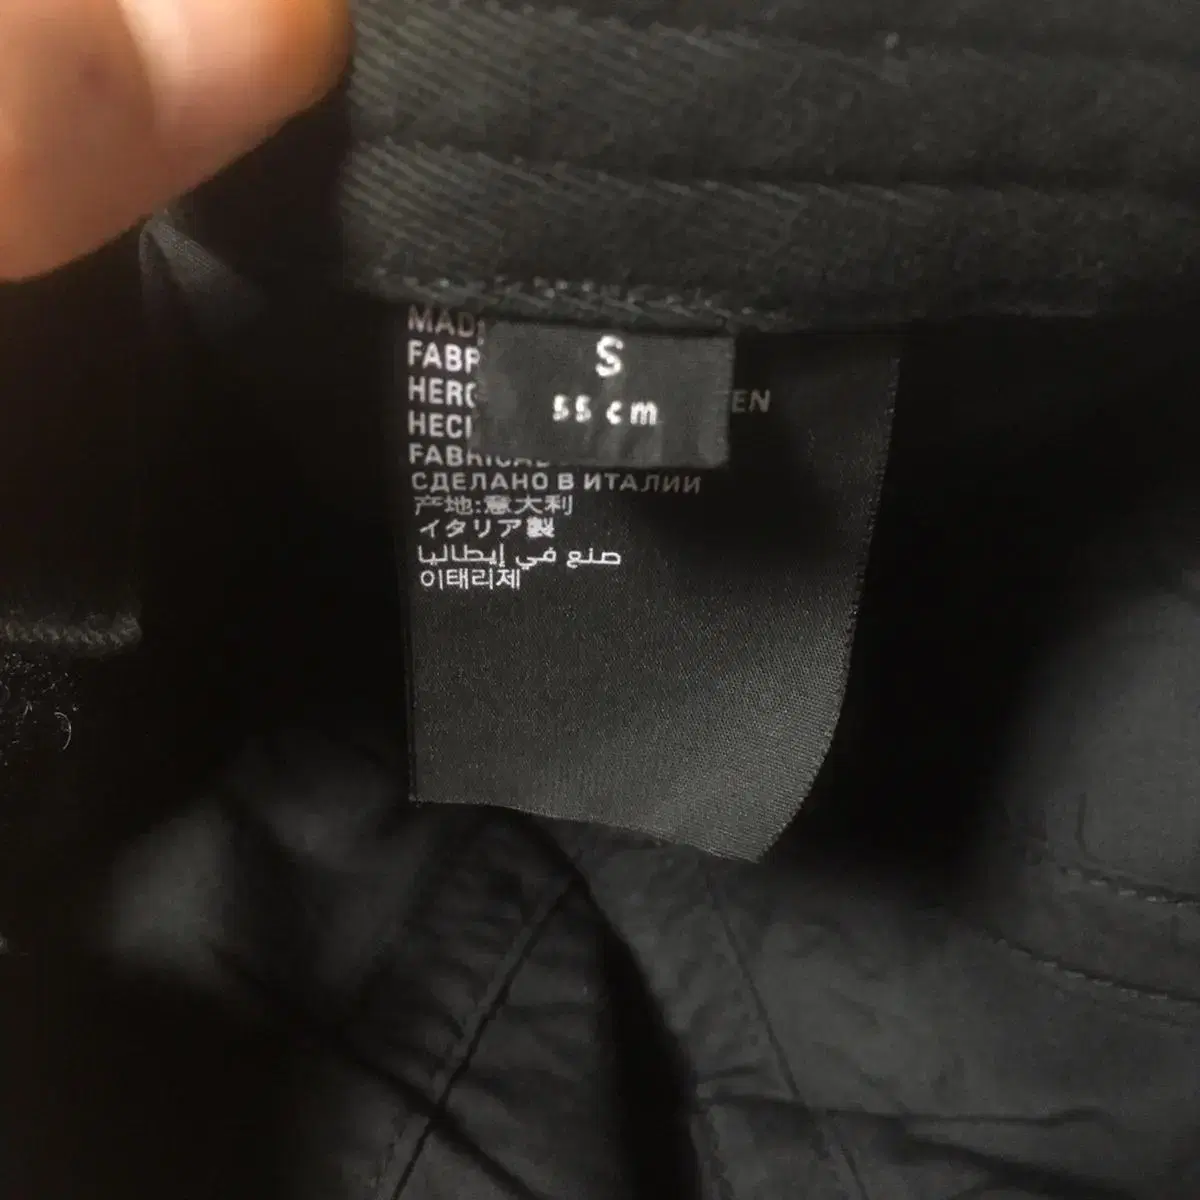 S
55 cm
MAD
FABR
HERG EN
HECH
FABRICAD
СДЕЛАНО В ИТАЛИИ
产地:意大利
イタリア製
صنع في إيطاليا
이태리제